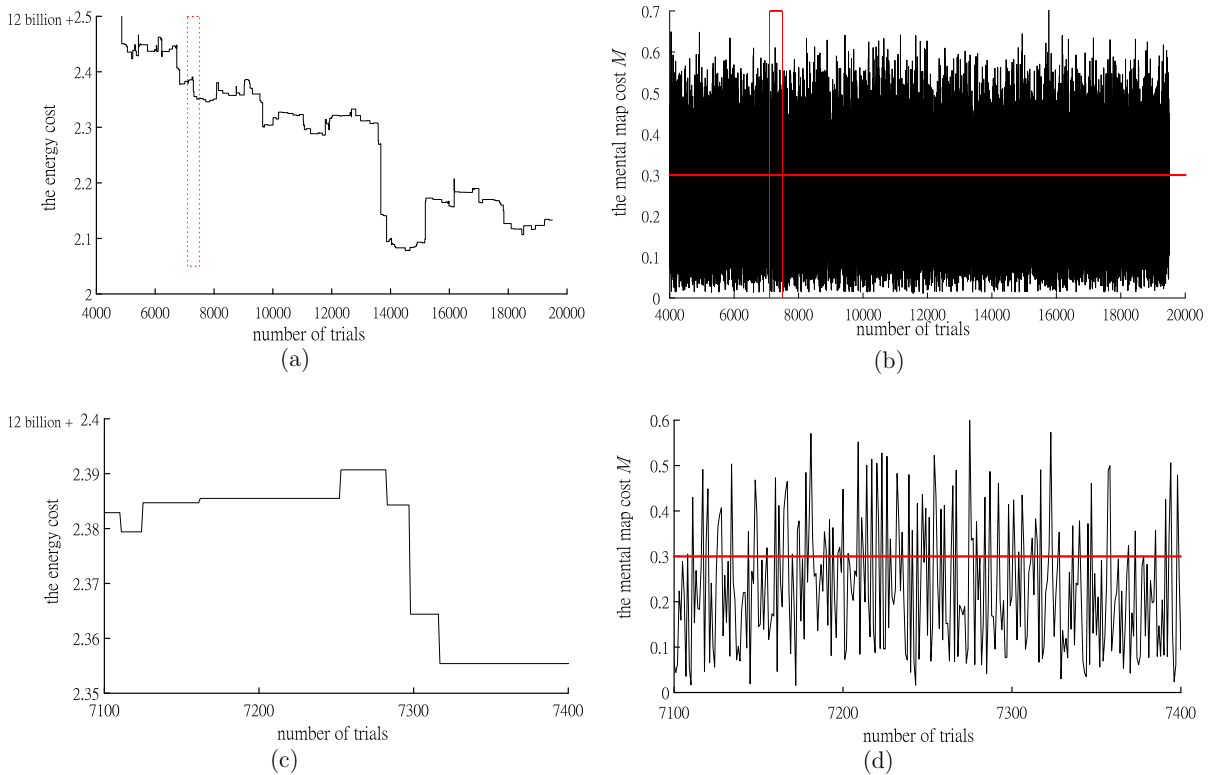 12 billion + 2.5
2.4
2.3
2.2
2.1
2
the energy cost
4000 6000 8000 10000 12000 14000 16000 18000 20000
number of trials
(a)
0.7
0.6
0.5
0.4
0.3
0.2
0.1
0
the mental map cost M
4000 6000 8000 10000 12000 14000 16000 18000 20000
number of trials
(b)
12 billion + 2.4
2.39
2.38
2.37
2.36
2.35
the energy cost
7100 7200 7300 7400
number of trials
(c)
0.6
0.5
0.4
0.3
0.2
0.1
0
the mental map cost M
7100 7200 7300 7400
number of trials
(d)